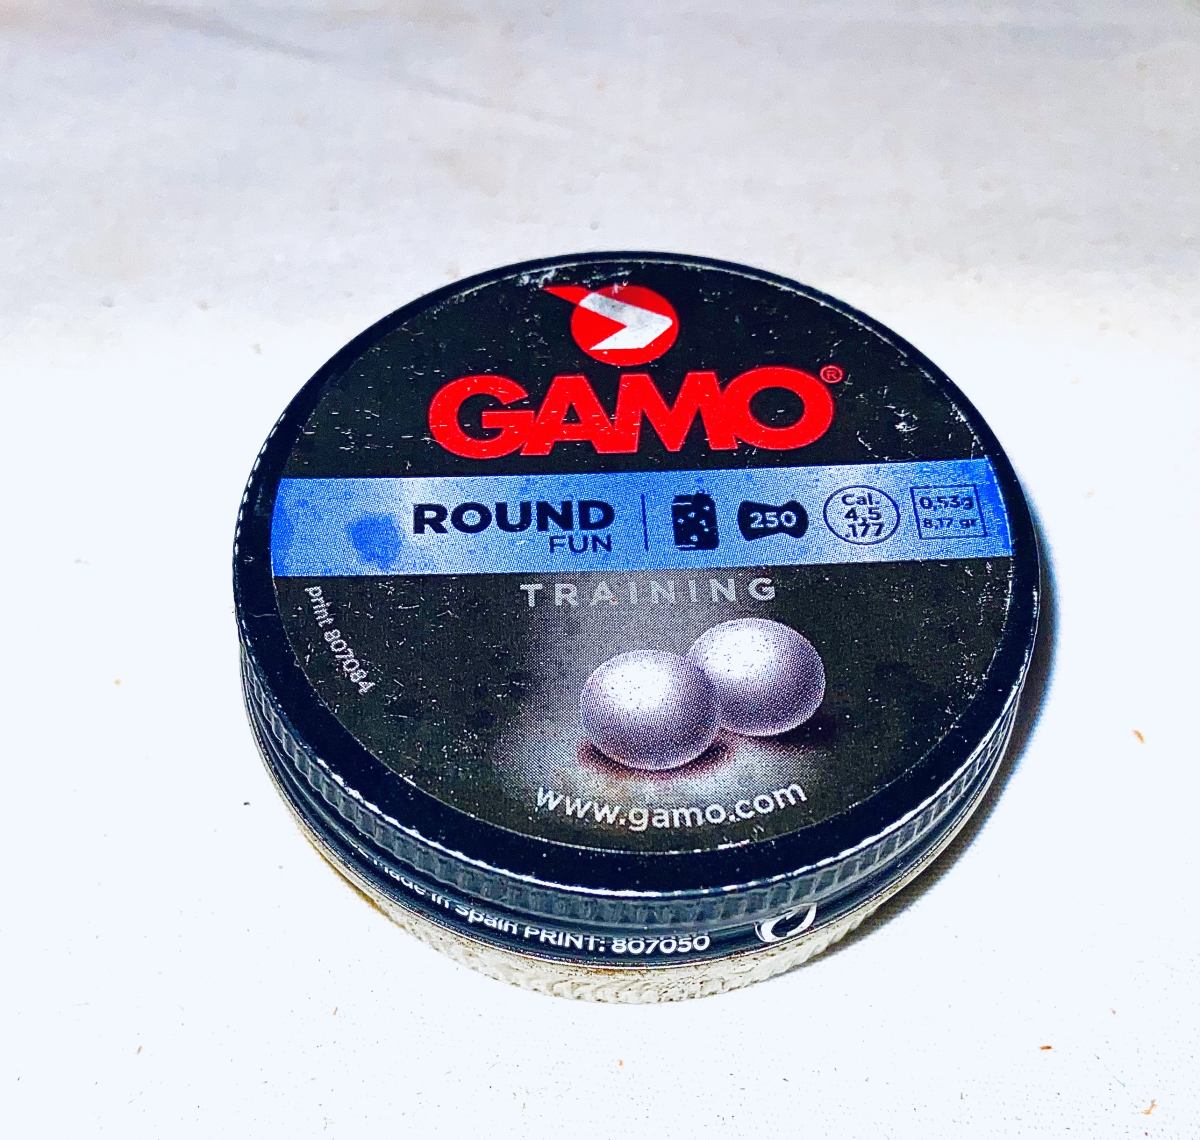 GAMO®
ROUND
FUN
250
Cal.
4,5
.177
0,53g
8,17 gr
TRAINING
print 807084
www.gamo.com
made in Spain PRINT: 807050